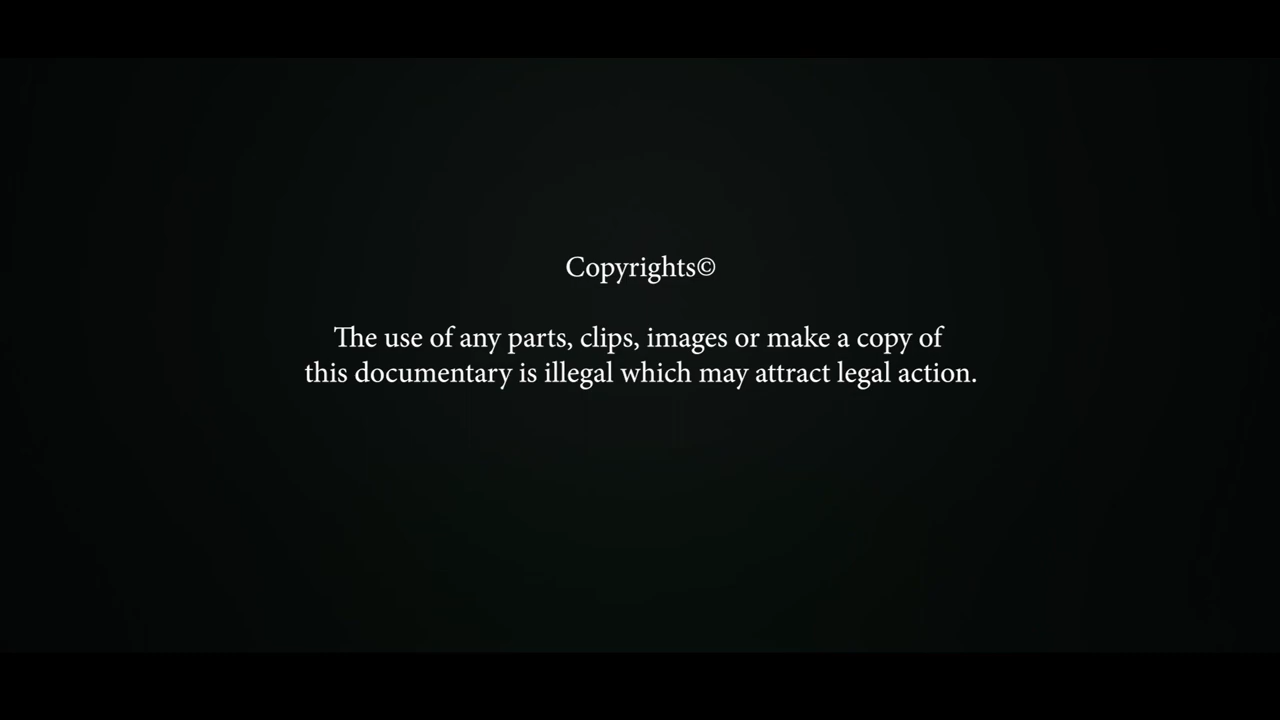 Copyrights©
The use of any parts, clips, images or make a copy of
this documentary is illegal which may attract legal action.